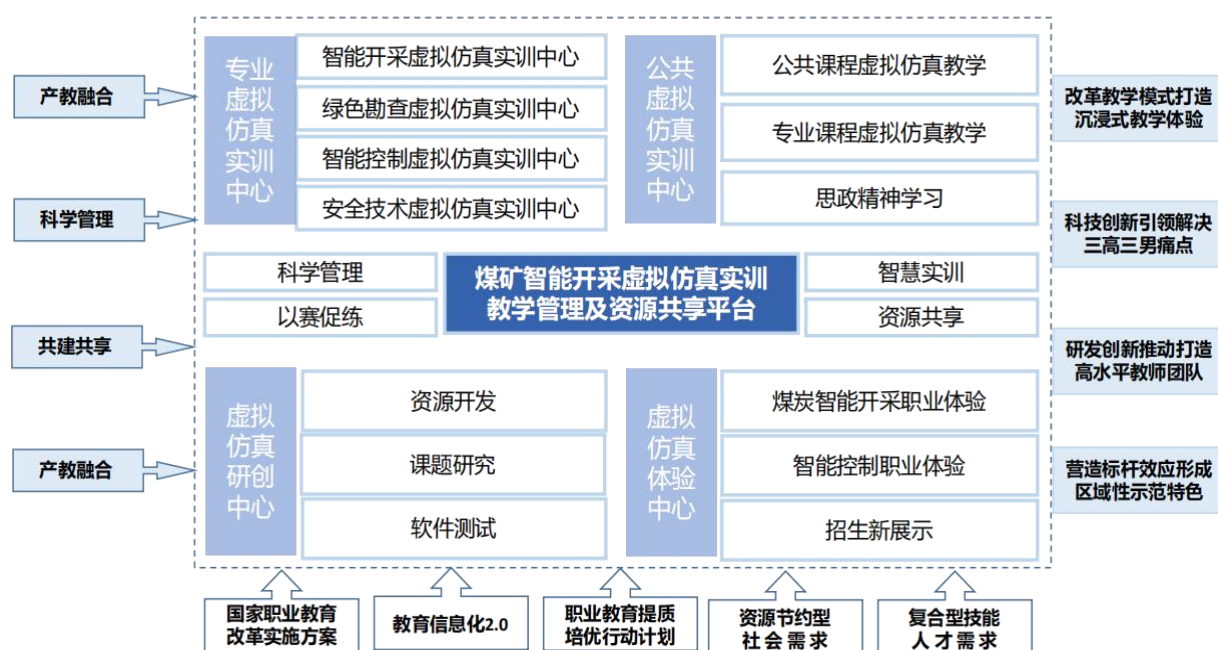 产教融合
科学管理
共建共享
产教融合
专业
虚拟
仿真
实训
中心
智能开采虚拟仿真实训中心
绿色勘查虚拟仿真实训中心
智能控制虚拟仿真实训中心
安全技术虚拟仿真实训中心
公共
虚拟
仿真
实训
中心
公共课程虚拟仿真教学
专业课程虚拟仿真教学
思政精神学习
科学管理
以赛促练
煤矿智能开采虚拟仿真实训
教学管理及资源共享平台
智慧实训
资源共享
虚拟
仿真
研创
中心
资源开发
课题研究
软件测试
虚拟
仿真
体验
中心
煤炭智能开采职业体验
智能控制职业体验
招生新展示
改革教学模式打造
沉浸式教学体验
科技创新引领解决
三高三男痛点
研发创新推动打造
高水平教师团队
营造标杆效应形成
区域性示范特色
国家职业教育
改革实施方案
教育信息化2.0
职业教育提质
培优行动计划
资源节约型
社会需求
复合型技能
人才需求